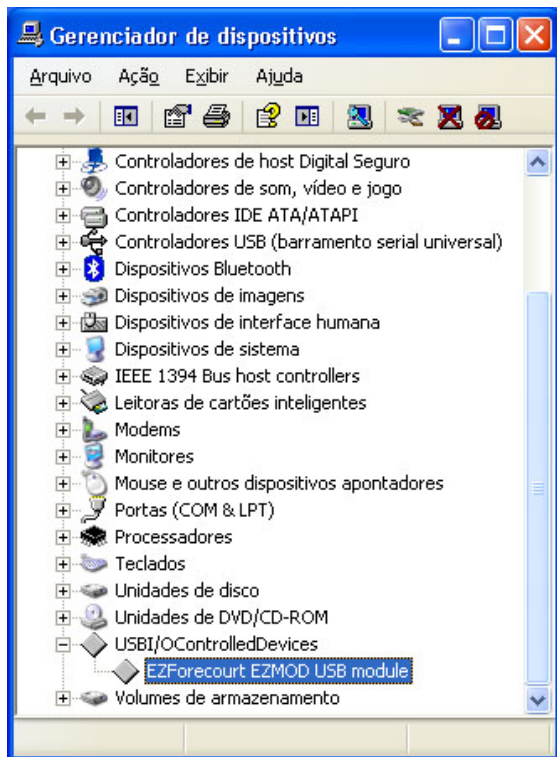 Gerenciador de dispositivos
Arquivo Ação Exibir Ajuda
Controladores de host Digital Seguro
Controladores de som, vídeo e jogo
Controladores IDE ATA/ATAPI
Controladores USB (barramento serial universal)
Dispositivos Bluetooth
Dispositivos de imagens
Dispositivos de interface humana
Dispositivos de sistema
IEEE 1394 Bus host controllers
Leitoras de cartões inteligentes
Modems
Monitores
Mouse e outros dispositivos apontadores
Portas (COM & LPT)
Processadores
Teclados
Unidades de disco
Unidades de DVD/CD-ROM
USBI/OControlledDevices
EZForecourt EZMOD USB module
Volumes de armazenamento